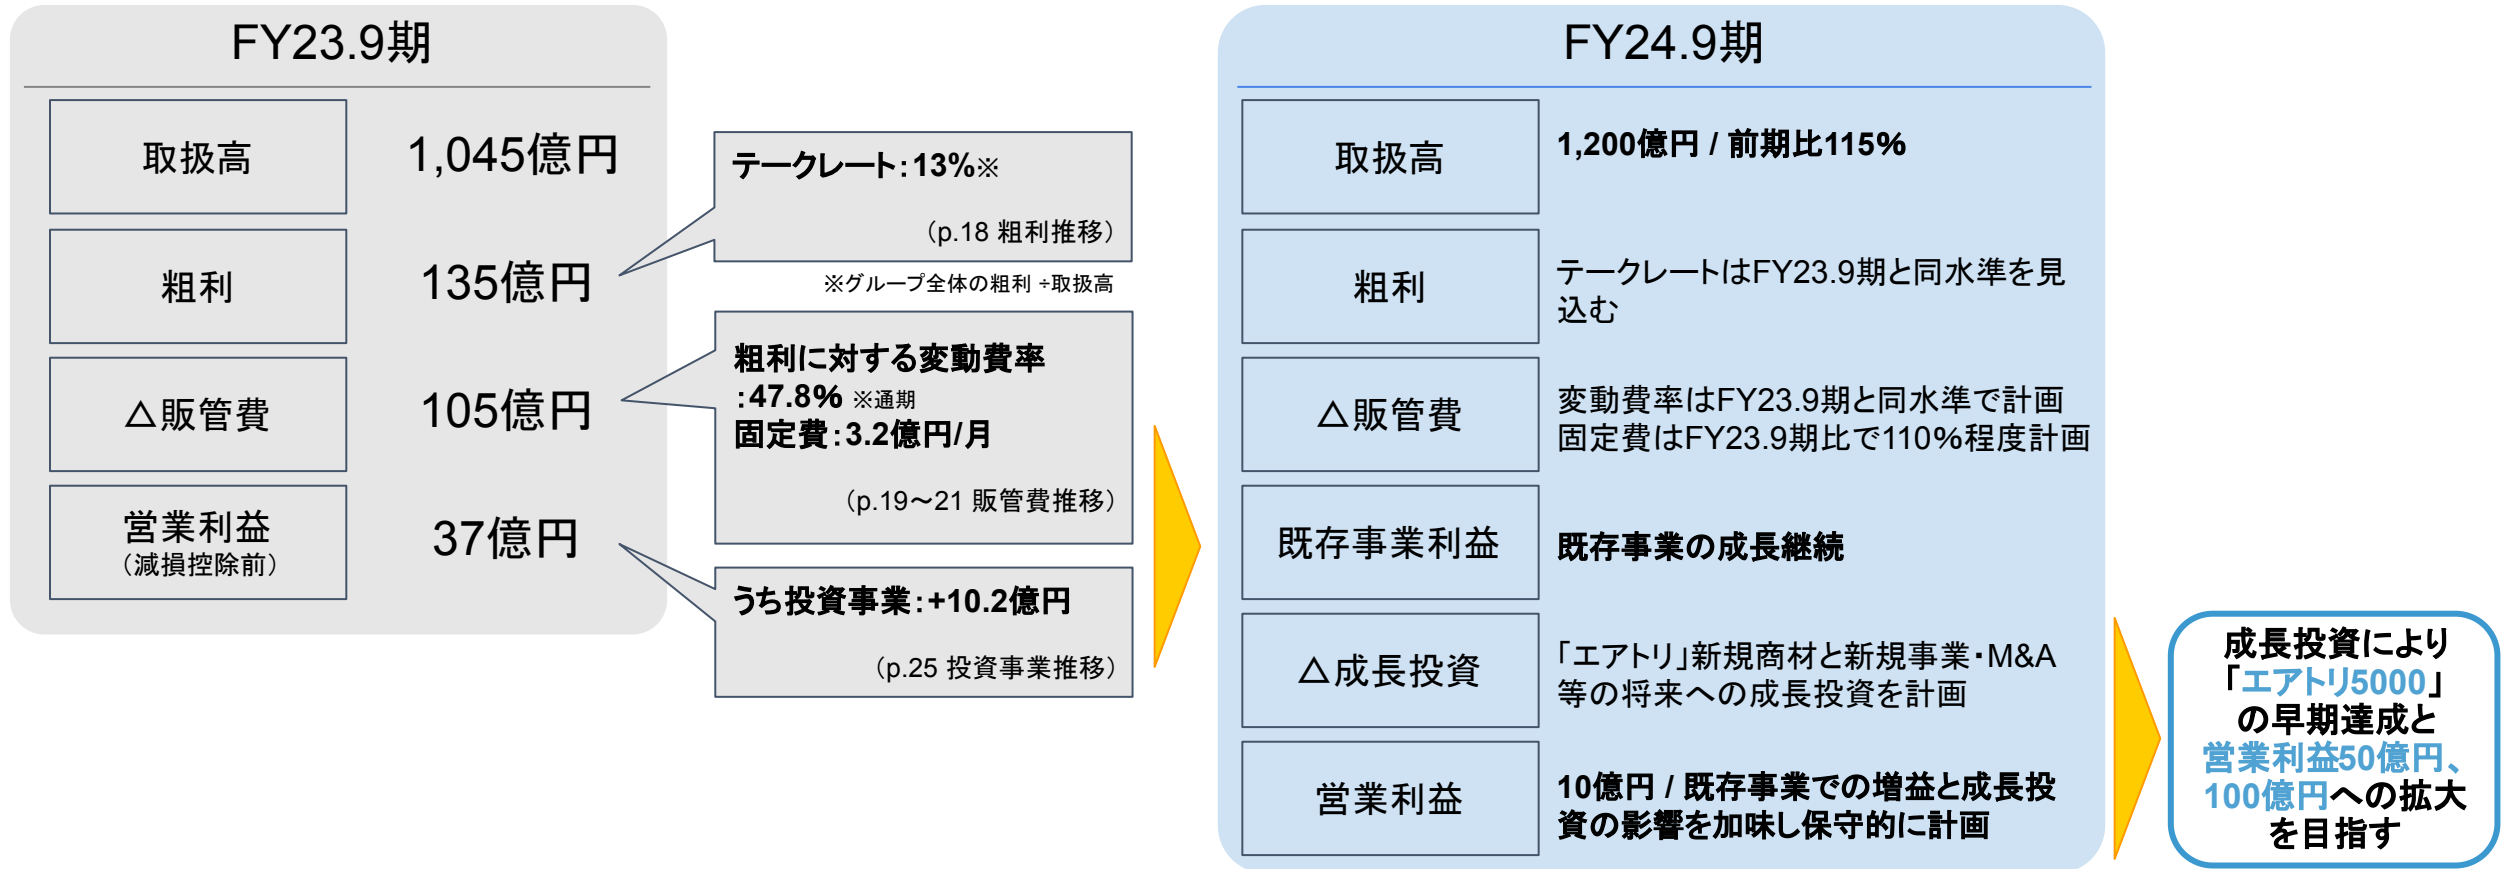 FY23.9期
取扱高
1,045億円
粗利
135億円
△販管費
105億円
営業利益
（減損控除前）
37億円
テークレート：13%※
（p.18 粗利推移）
※グループ全体の粗利 ÷取扱高
粗利に対する変動費率
：47.8% ※通期
固定費：3.2億円/月
（p.19～21 販管費推移）
うち投資事業：+10.2億円
（p.25 投資事業推移）
FY24.9期
取扱高
1,200億円 / 前期比115%
粗利
テークレートはFY23.9期と同水準を見
込む
△販管費
変動費率はFY23.9期と同水準で計画
固定費はFY23.9期比で110%程度計画
既存事業利益
既存事業の成長継続
△成長投資
「エアトリ」新規商材と新規事業・M&A
等の将来への成長投資を計画
営業利益
10億円 / 既存事業での増益と成長投
資の影響を加味し保守的に計画
成長投資により
「エアトリ5000」
の早期達成と
営業利益50億円、
100億円への拡大
を目指す